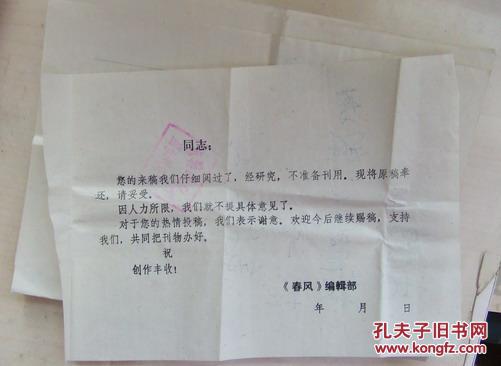 同志：
您的来稿我们仔细阅过了，经研究，不准备刊用。现将原稿奉
还，请妥受。
因人力所限，我们就不提具体意见了。
对于您的热情投稿，我们表示谢意。欢迎今后继续赐稿，支持
我们，共同把刊物办好。
祝
创作丰收！
《春风》编辑部
年 月 日
孔夫子旧书网
www.kongfz.com